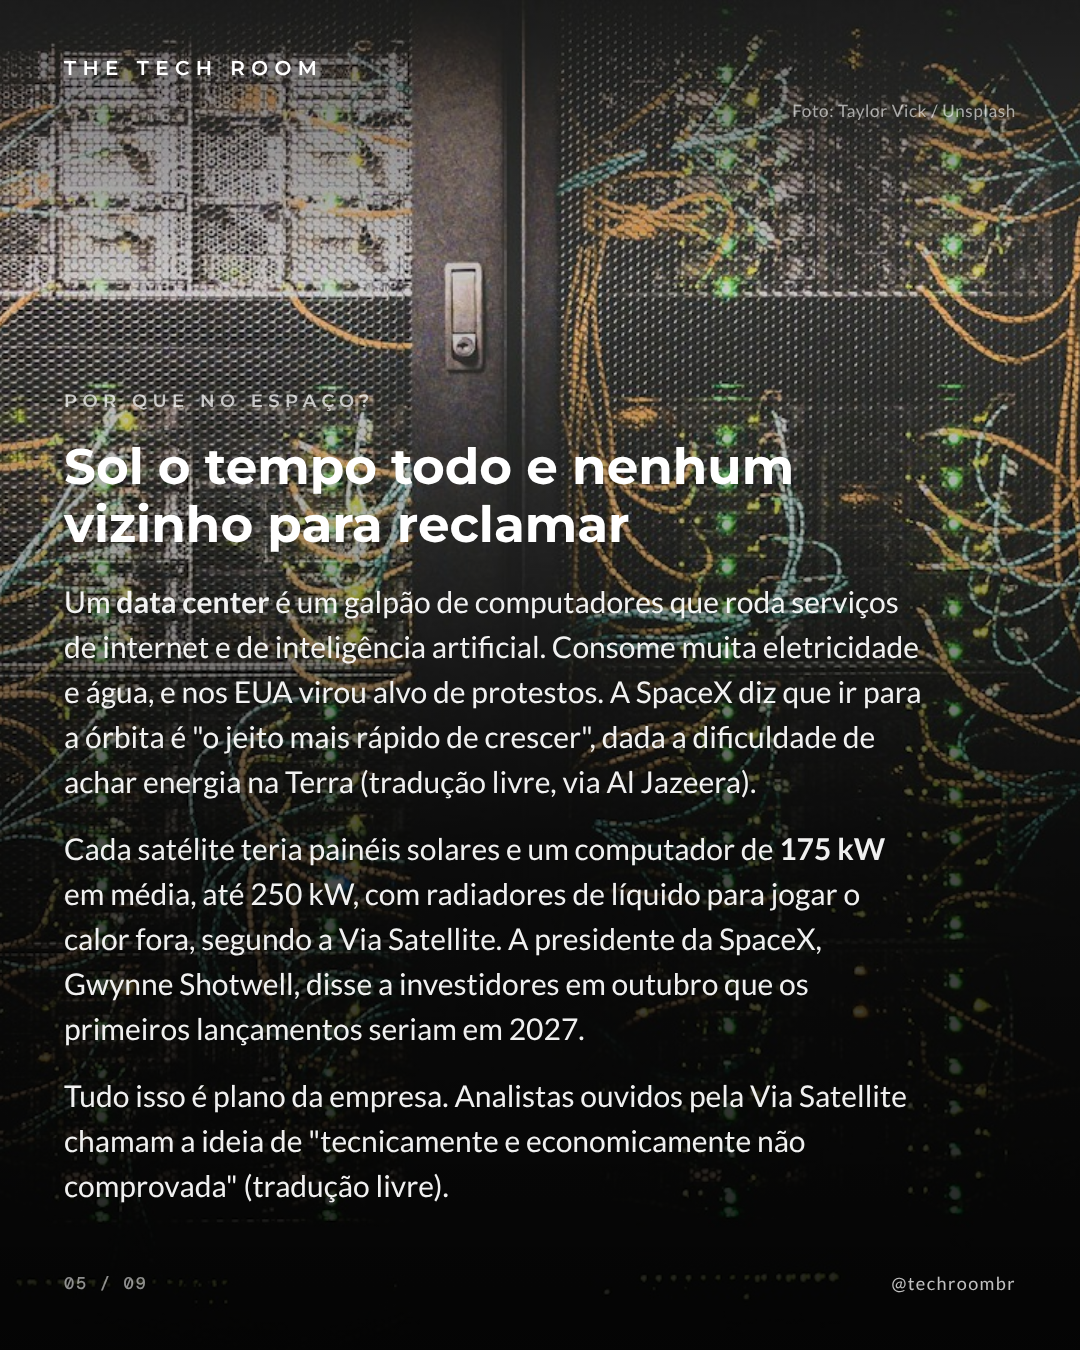 THE TECH ROOM
Foto: Taylor Vick / Unsplash
POR QUE NO ESPAÇO?
Sol o tempo todo e nenhum
vizinho para reclamar
Um data center é um galpão de computadores que roda serviços
de internet e de inteligência artificial. Consome muita eletricidade
e água, e nos EUA virou alvo de protestos. A SpaceX diz que ir para
a órbita é "o jeito mais rápido de crescer", dada a dificuldade de
achar energia na Terra (tradução livre, via Al Jazeera).
Cada satélite teria painéis solares e um computador de 175 kW
em média, até 250 kW, com radiadores de líquido para jogar o
calor fora, segundo a Via Satellite. A presidente da SpaceX,
Gwynne Shotwell, disse a investidores em outubro que os
primeiros lançamentos seriam em 2027.
Tudo isso é plano da empresa. Analistas ouvidos pela Via Satellite
chamam a ideia de "tecnicamente e economicamente não
comprovada" (tradução livre).
05 / 09
@techroombr